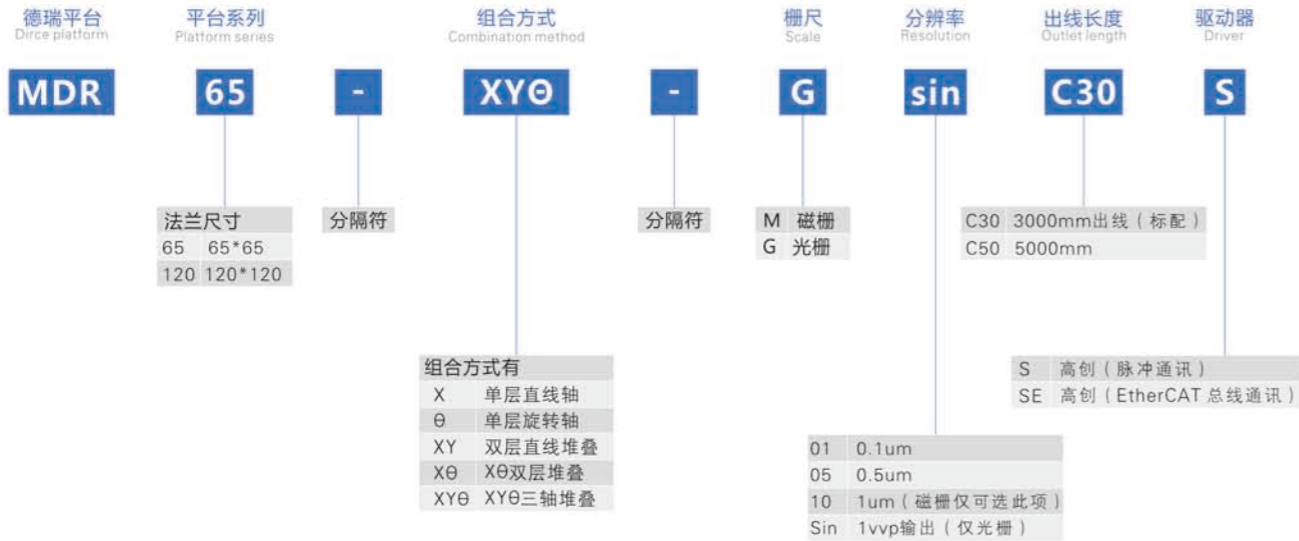 德瑞平台 平台系列 组合方式 栅尺 分辨率 出线长度 驱动器
Dirce platform Platform series Combination method Scale Resolution Outlet length Driver
MDR 65 - XYΘ - G sin C30 S
法兰尺寸
65 65*65
120 120*120
分隔符
分隔符
M 磁栅
G 光栅
C30 3000mm出线（标配）
C50 5000mm
组合方式有
X 单层直线轴
θ 单层旋转轴
XY 双层直线堆叠
Xθ Xθ双层堆叠
XYθ XYθ三轴堆叠
S 高创（脉冲通讯）
SE 高创（EtherCAT 总线通讯）
01 0.1um
05 0.5um
10 1um（磁栅仅可选此项）
Sin 1vvp输出（仅光栅）